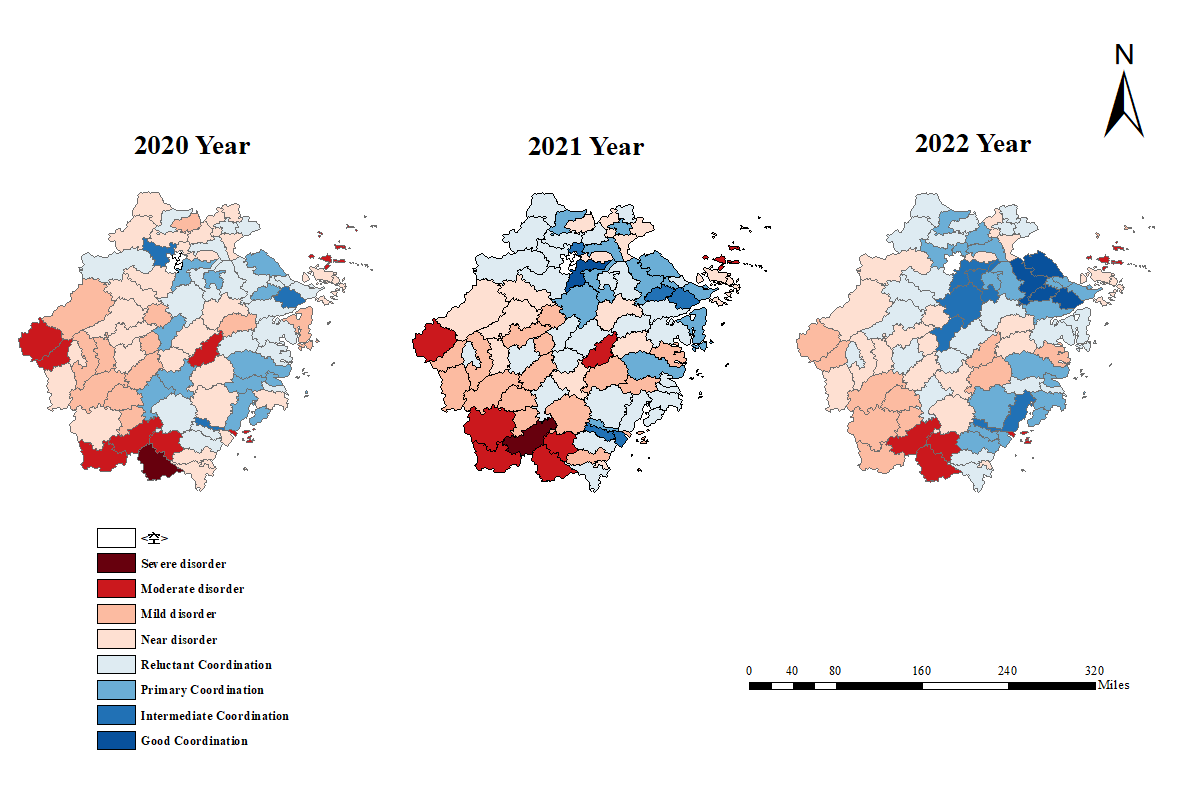 N
2020 Year
2021 Year
2022 Year
<空>
Severe disorder
Moderate disorder
Mild disorder
Near disorder
Reluctant Coordination
Primary Coordination
Intermediate Coordination
Good Coordination
0 40 80 160 240 320
Miles